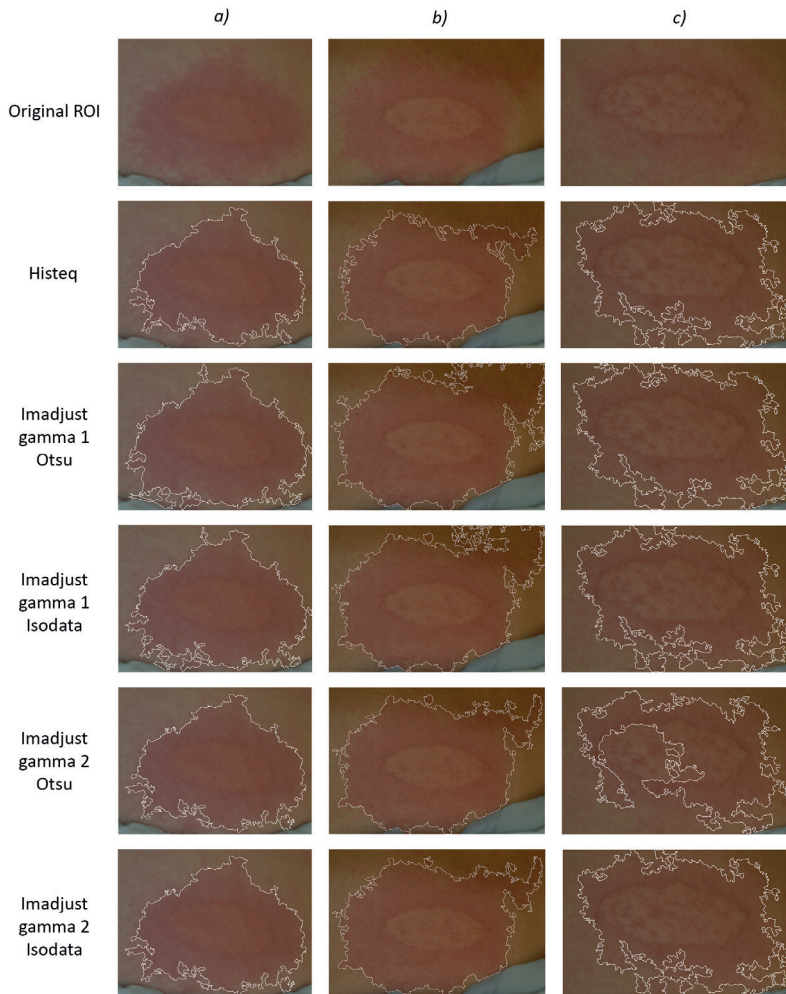 a) b) c)
Original ROI
Histeq
Imadjust
gamma 1
Otsu
Imadjust
gamma 1
Isodata
Imadjust
gamma 2
Otsu
Imadjust
gamma 2
Isodata